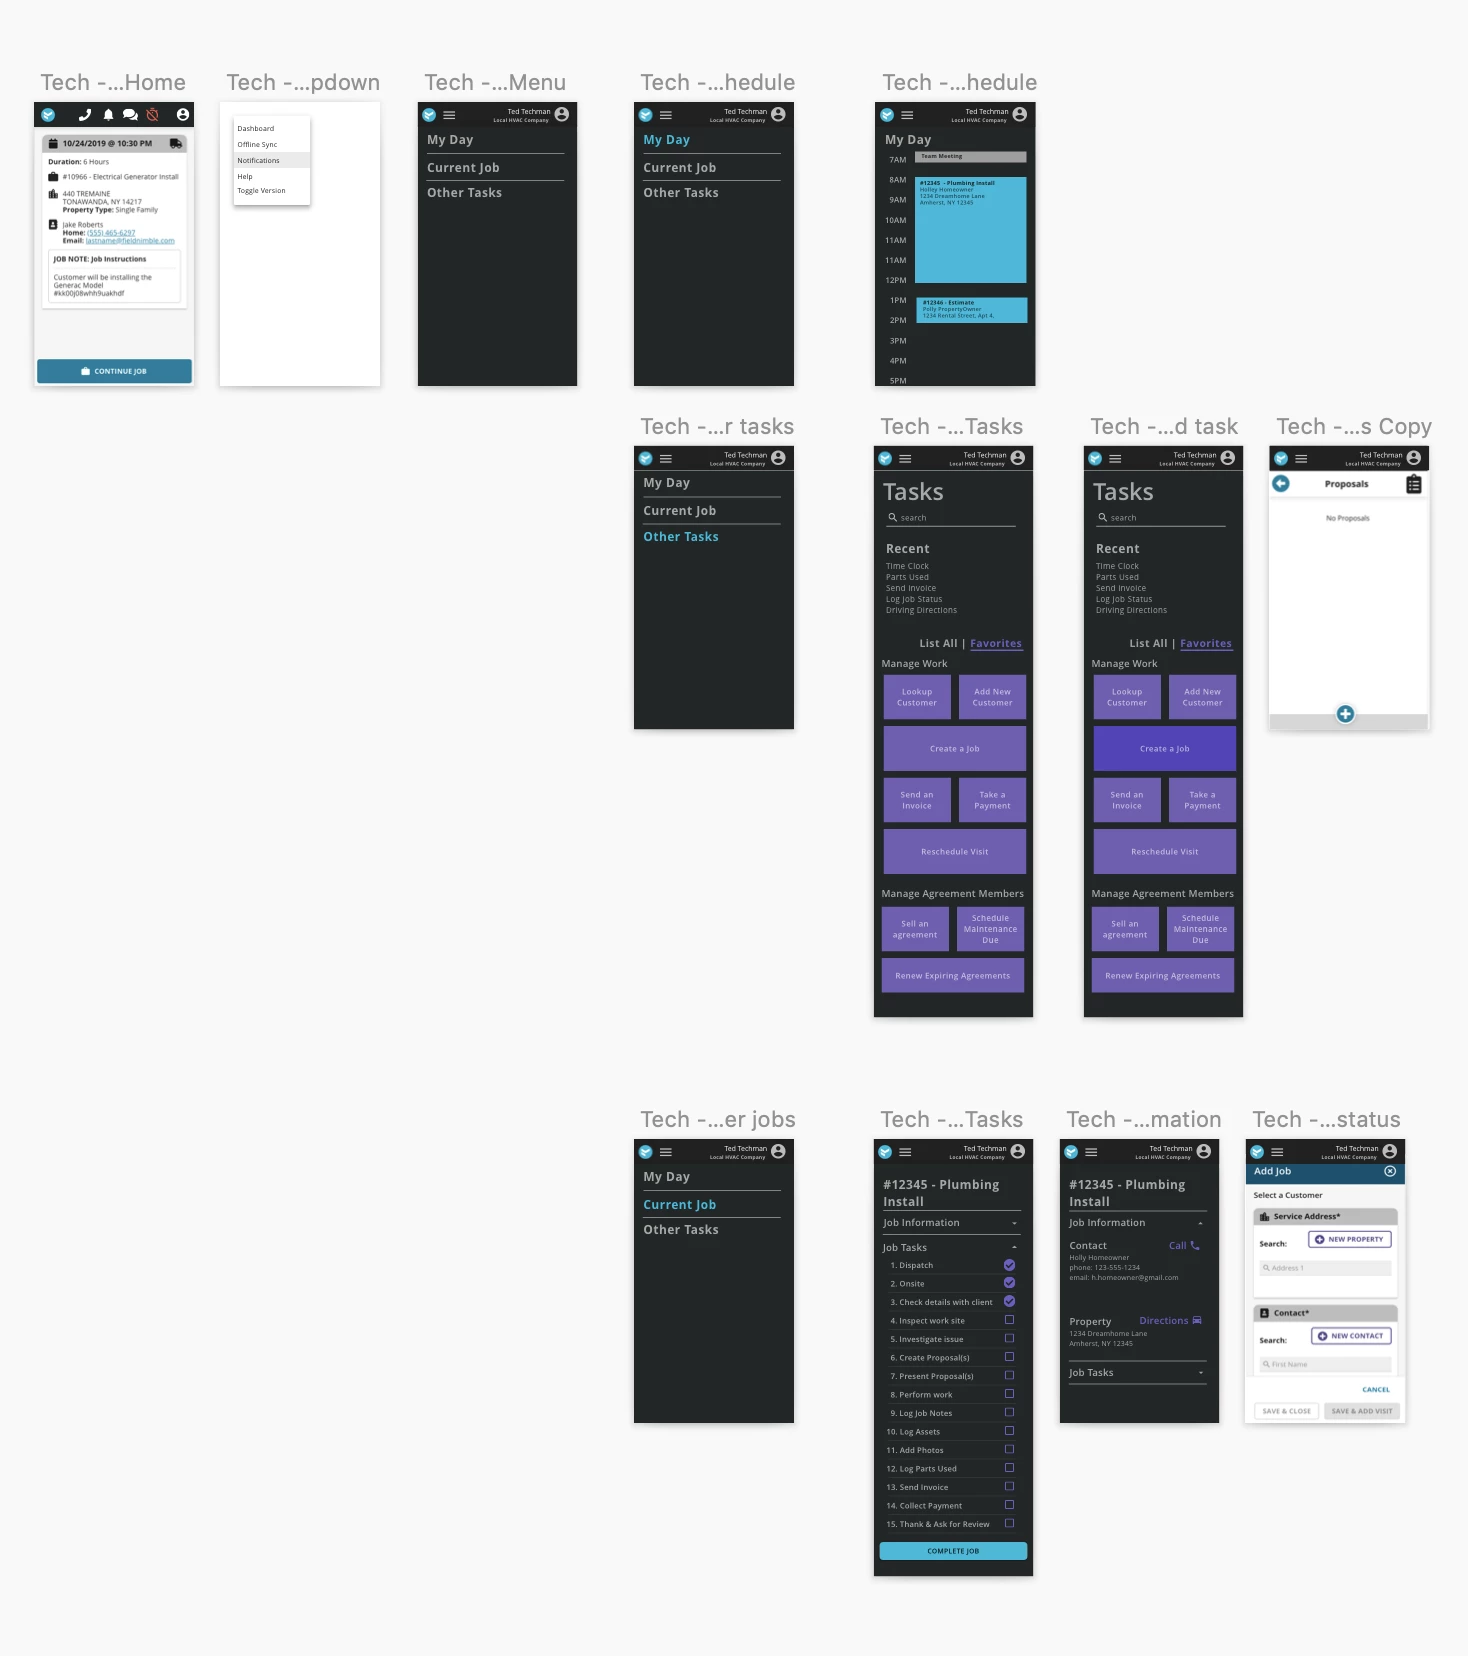 Tech -...Home
10/24/2019 @ 10:30 PM
Duration: 6 Hours
#10966 - Electrical Generator Install
440 TREMAINE
TONAWANDA, NY 14217
Property Type: Single Family
Jake Roberts
Home: (555) 465-6297
Email: lastname@fieldnimble.com
JOB NOTE: Job Instructions
Customer will be installing the
Generac Model
#kk00j08whh9uakhdf
CONTINUE JOB
Tech -...pdown
Dashboard
Offline Sync
Notifications
Help
Toggle Version
Tech -...Menu
Ted Techman
Local HVAC Company
My Day
Current Job
Other Tasks
Tech -...hedule
Ted Techman
Local HVAC Company
My Day
Current Job
Other Tasks
Tech -...hedule
Ted Techman
Local HVAC Company
My Day
7AM
Team Meeting
8AM
#12345 - Plumbing Install
Holley Homeowner
1234 Dreamhome Lane
Amherst, NY 12345
9AM
10AM
11AM
11AM
12PM
1PM
#12346 - Estimate
Polly PropertyOwner
1234 Rental Street, Apt 4,
2PM
3PM
4PM
5PM
Tech -...r tasks
Ted Techman
Local HVAC Company
My Day
Current Job
Other Tasks
Tech -...Tasks
Ted Techman
Local HVAC Company
Tasks
search
Recent
Time Clock
Parts Used
Send Invoice
Log Job Status
Driving Directions
List All | Favorites
Manage Work
Lookup
Customer
Add New
Customer
Create a Job
Send an
Invoice
Take a
Payment
Reschedule Visit
Manage Agreement Members
Sell an
agreement
Schedule
Maintenance
Due
Renew Expiring Agreements
Tech -...d task
Ted Techman
Local HVAC Company
Tasks
search
Recent
Time Clock
Parts Used
Send Invoice
Log Job Status
Driving Directions
List All | Favorites
Manage Work
Lookup
Customer
Add New
Customer
Create a Job
Send an
Invoice
Take a
Payment
Reschedule Visit
Manage Agreement Members
Sell an
agreement
Schedule
Maintenance
Due
Renew Expiring Agreements
Tech -...s Copy
Ted Techman
Local HVAC Company
Proposals
No Proposals
Tech -...er jobs
Ted Techman
Local HVAC Company
My Day
Current Job
Other Tasks
Tech -...Tasks
Ted Techman
Local HVAC Company
#12345 - Plumbing
Install
Job Information
Job Tasks
1. Dispatch
2. Onsite
3. Check details with client
4. Inspect work site
5. Investigate issue
6. Create Proposal(s)
7. Present Proposal(s)
8. Perform work
9. Log Job Notes
10. Log Assets
11. Add Photos
12. Log Parts Used
13. Send Invoice
14. Collect Payment
15. Thank & Ask for Review
COMPLETE JOB
Tech -...mation
Ted Techman
Local HVAC Company
#12345 - Plumbing
Install
Job Information
Contact
Call
Holly Homeowner
phone: 123-555-1234
email: h.homeowner@gmail.com
Property
Directions
1234 Dreamhome Lane
Amherst, NY 12345
Job Tasks
Tech -...status
Ted Techman
Local HVAC Company
Add Job
Select a Customer
Service Address*
Search:
NEW PROPERTY
Address 1
Contact*
Search:
NEW CONTACT
First Name
CANCEL
SAVE & CLOSE
SAVE & ADD VISIT